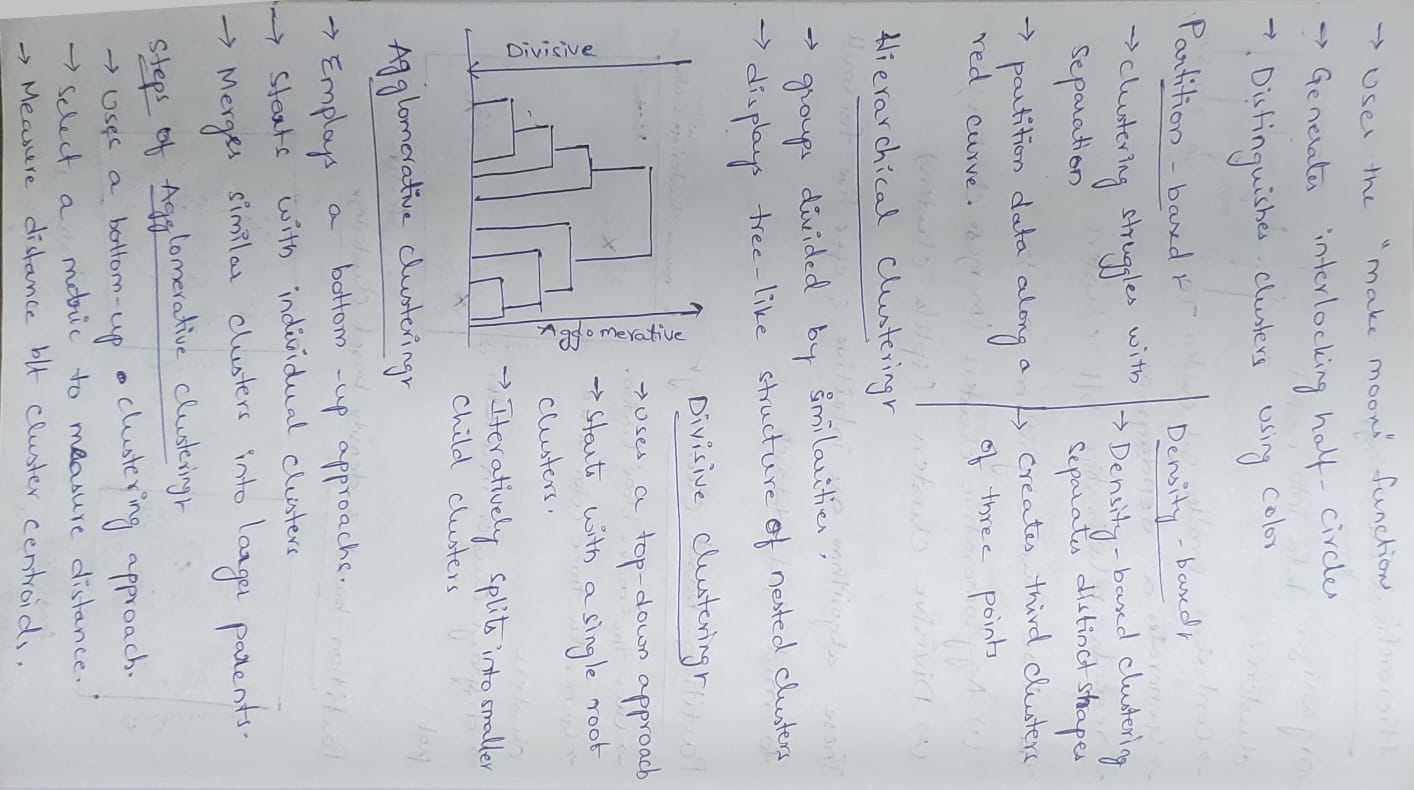 → Uses the "make moons" function
→ Generates interlocking half-circles
→ Distinguishes clusters using color
Partition-based
→ clustering struggles with
separation
→ partition data along a
red curve.
Density-based
→ Density-based clustering
separates distinct shapes
↳ creates third clusters
of three points
Hierarchical Clustering
→ groups divided by similarities,
→ displays tree-like structure of nested clusters
Divisive
Agglomerative
Divisive clustering
→ uses a top-down approach
→ Starts with a single root
clusters.
→ Iteratively splits into smaller
child clusters
Agglomerative clustering
→ Employs a bottom-up approachs.
→ Starts with individual clusters
→ Merges similar clusters into larger parents.
Steps of Agglomerative clustering
→ Uses a bottom-up clustering approach.
→ Select a metric to measure distance.
→ Measure distance b/t cluster centroids.